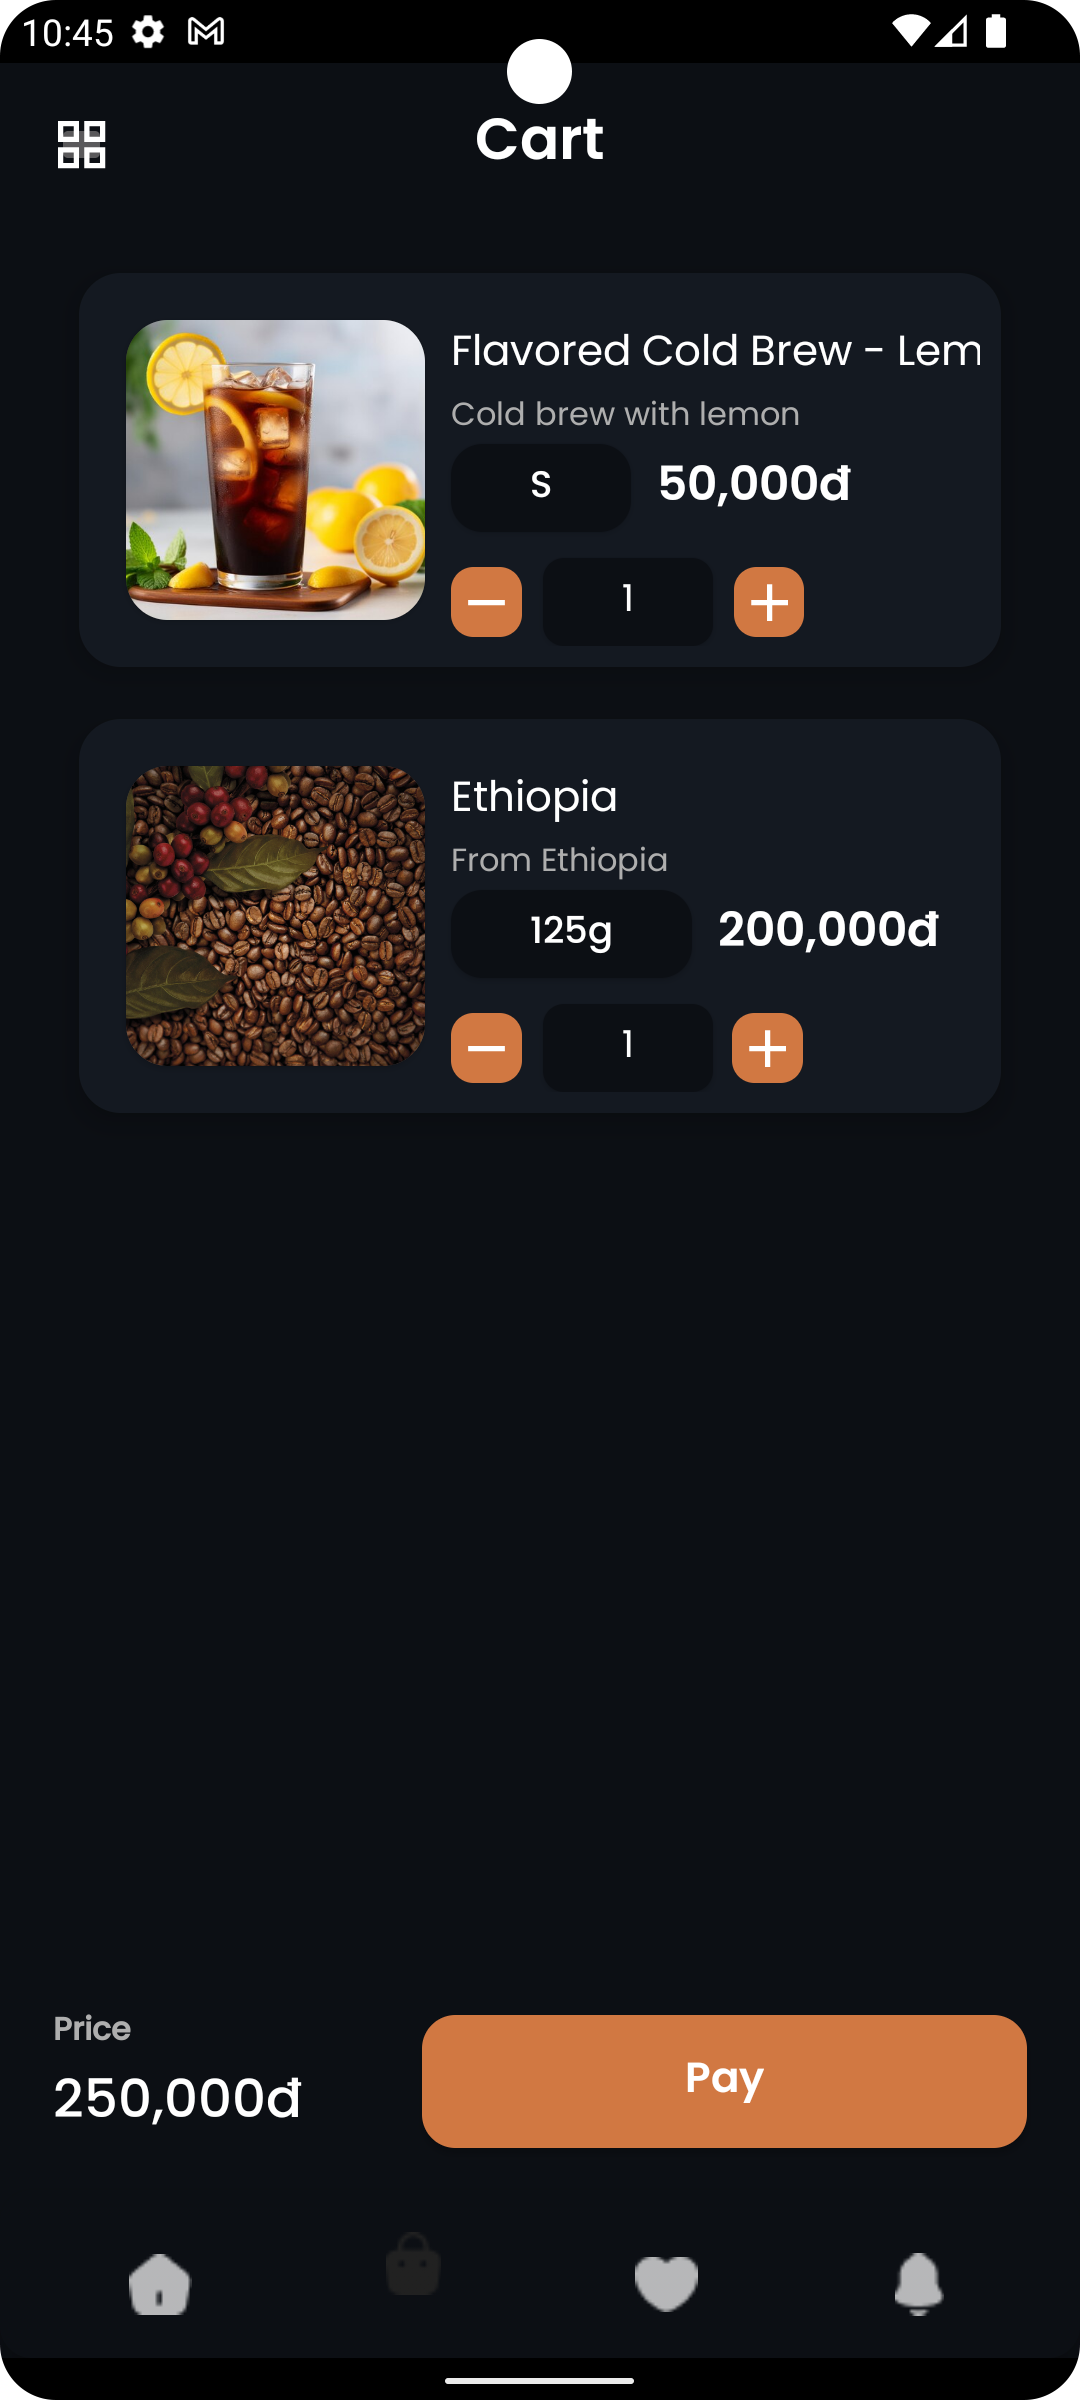 10:45
Cart
Flavored Cold Brew - Lem
Cold brew with lemon
S 50,000đ
1
Ethiopia
From Ethiopia
125g 200,000đ
1
Price
250,000đ
Pay